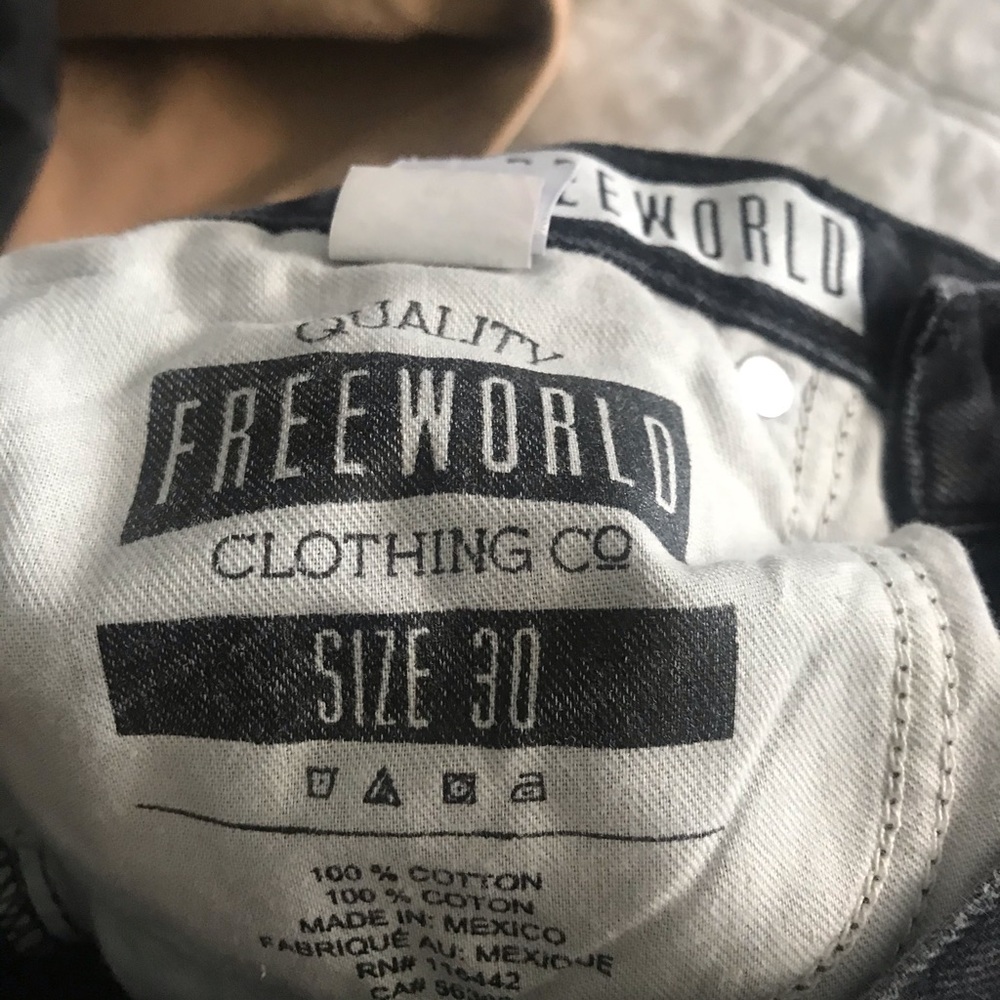 EEWORLD
QUALITY
FREEWORLD
CLOTHING CO
SIZE 30
100 % COTTON
100 % COTON
MADE IN: MEXICO
FABRIQUÉ AU: MEXIQUE
RN# 116442
CA#